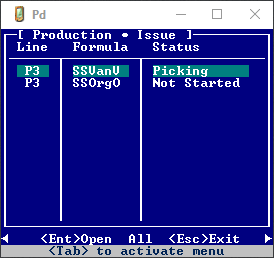 Pd
[ Production • Issue ]
Line Formula Status
P3 SSVanV Picking
P3 SSOrgO Not Started
<Ent>Open All <Esc>Exit
<Tab> to activate menu